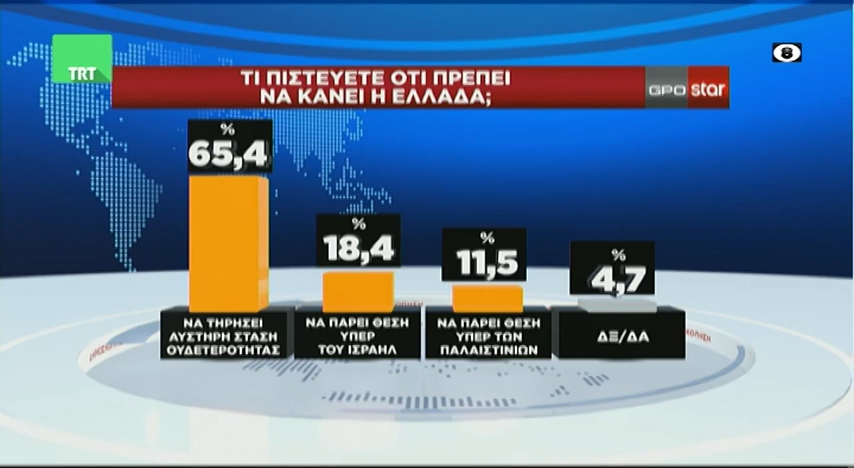 TRT
8
ΤΙ ΠΙΣΤΕΥΕΤΕ ΟΤΙ ΠΡΕΠΕΙ
ΝΑ ΚΑΝΕΙ Η ΕΛΛΑΔΑ;
GPO star
%
65,4
%
18,4
%
11,5
%
4,7
ΝΑ ΤΗΡΗΣΕΙ
ΑΥΣΤΗΡΗ ΣΤΑΣΗ
ΟΥΔΕΤΕΡΟΤΗΤΑΣ
ΝΑ ΠΑΡΕΙ ΘΕΣΗ
ΥΠΕΡ
ΤΟΥ ΙΣΡΑΗΛ
ΝΑ ΠΑΡΕΙ ΘΕΣΗ
ΥΠΕΡ ΤΩΝ
ΠΑΛΑΙΣΤΙΝΙΩΝ
ΔΞ/ΔΑ